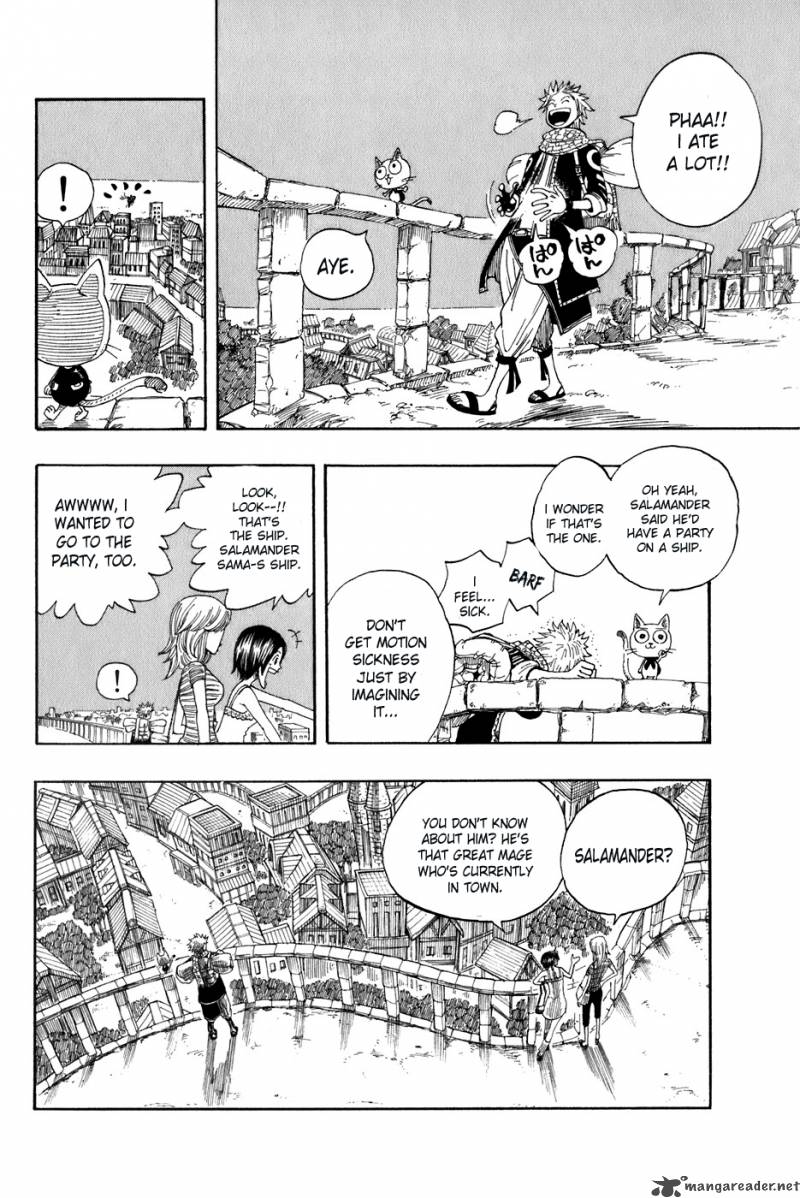 PHAA!!
I ATE
A LOT!!
ぱん
ぱん
AYE.
!
OH YEAH,
SALAMANDER
SAID HE'D
HAVE A PARTY
ON A SHIP.
I WONDER
IF THAT'S
THE ONE.
BARF
I
FEEL...
SICK.
DON'T
GET MOTION
SICKNESS
JUST BY
IMAGINING
IT...
LOOK,
LOOK--!!
THAT'S
THE SHIP.
SALAMANDER
SAMA-S SHIP.
AWWWW, I
WANTED TO
GO TO THE
PARTY, TOO.
!
SALAMANDER?
YOU DON'T KNOW
ABOUT HIM? HE'S
THAT GREAT MAGE
WHO'S CURRENTLY
IN TOWN.
mangareader.net